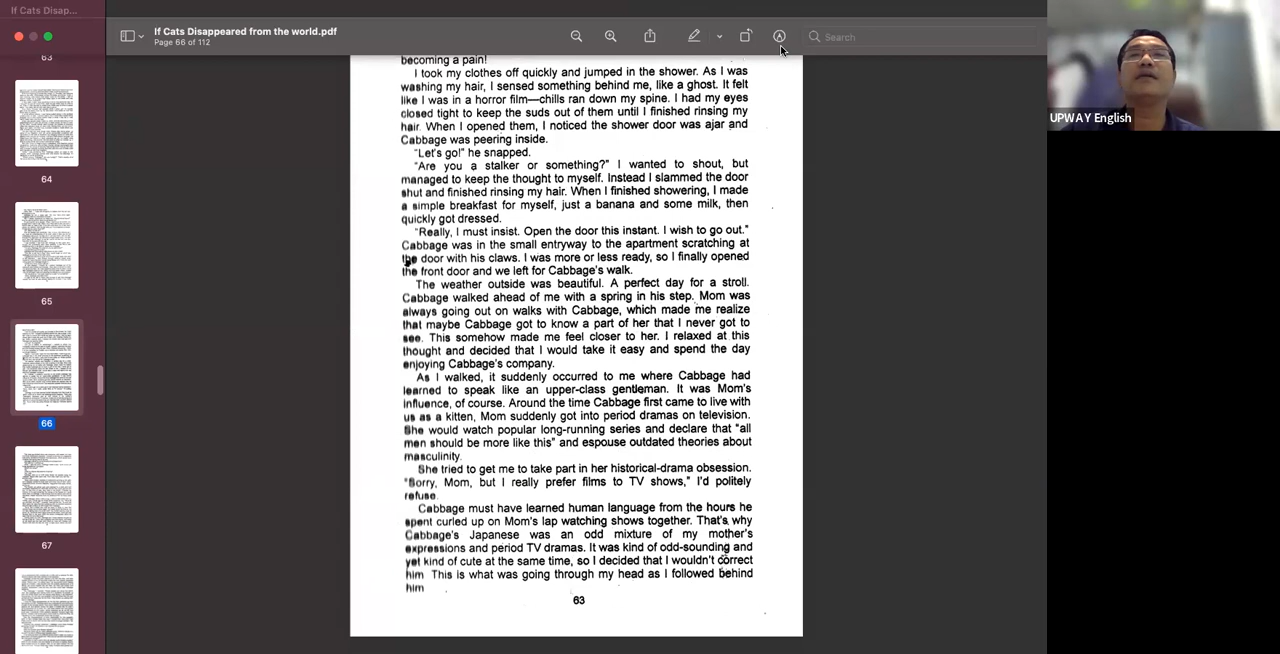 If Cats Disap...
If Cats Disappeared from the world.pdf
Page 66 of 112
Search
63
64
65
66
67
becoming a pain!
I took my clothes off quickly and jumped in the shower. As I was
washing my hair, I sensed something behind me, like a ghost. It felt
like I was in a horror film—chills ran down my spine. I had my eyes
closed tight to keep the suds out of them until I finished rinsing my
hair. When I opened them, I noticed the shower door was ajar and
Cabbage was peering inside.
"Let's go!" he snapped.
"Are you a stalker or something?" I wanted to shout, but
managed to keep the thought to myself. Instead I slammed the door
shut and finished rinsing my hair. When I finished showering, I made
a simple breakfast for myself, just a banana and some milk, then
quickly got dressed.
"Really, I must insist. Open the door this instant. I wish to go out."
Cabbage was in the small entryway to the apartment scratching at
the door with his claws. I was more or less ready, so I finally opened
the front door and we left for Cabbage's walk.
The weather outside was beautiful. A perfect day for a stroll.
Cabbage walked ahead of me with a spring in his step. Mom was
always going out on walks with Cabbage, which made me realize
that maybe Cabbage got to know a part of her that I never got to
see. This somehow made me feel closer to her. I relaxed at this
thought and decided that I would take it easy and spend the day
enjoying Cabbage's company.
As I walked, it suddenly occurred to me where Cabbage had
learned to speak like an upper-class gentleman. It was Mom's
influence, of course. Around the time Cabbage first came to live with
us as a kitten, Mom suddenly got into period dramas on television.
She would watch popular long-running series and declare that "all
men should be more like this" and espouse outdated theories about
masculinity.
She tried to get me to take part in her historical-drama obsession.
"Sorry, Mom, but I really prefer films to TV shows," I'd politely
refuse.
Cabbage must have learned human language from the hours he
spent curled up on Mom's lap watching shows together. That's why
Cabbage's Japanese was an odd mixture of my mother's
expressions and period TV dramas. It was kind of odd-sounding and
yet kind of cute at the same time, so I decided that I wouldn't correct
him This is what was going through my head as I followed behind
him
63
UPWAY English